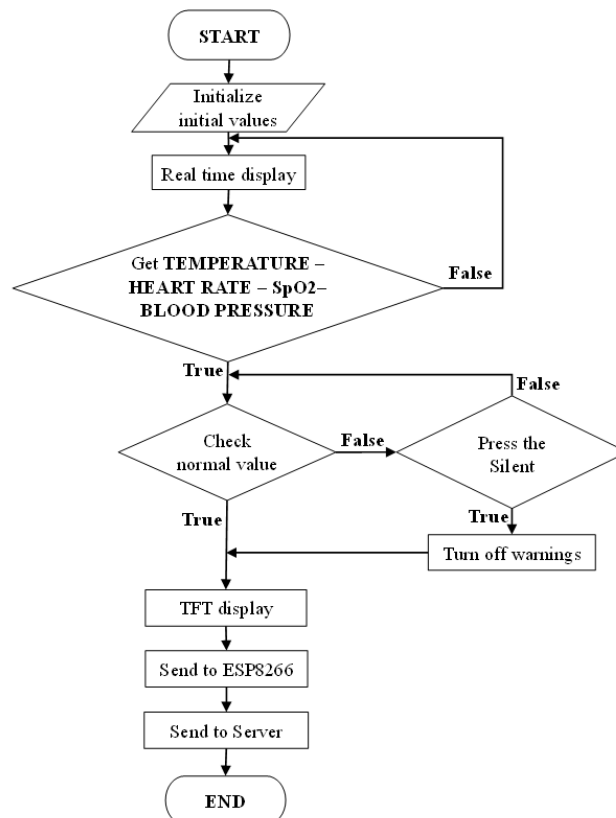 START
Initialize
initial values
Real time display
Get TEMPERATURE –
HEART RATE – SpO2–
BLOOD PRESSURE
False
True
False
Check
normal value
False
Press the
Silent
True
True
Turn off warnings
TFT display
Send to ESP8266
Send to Server
END